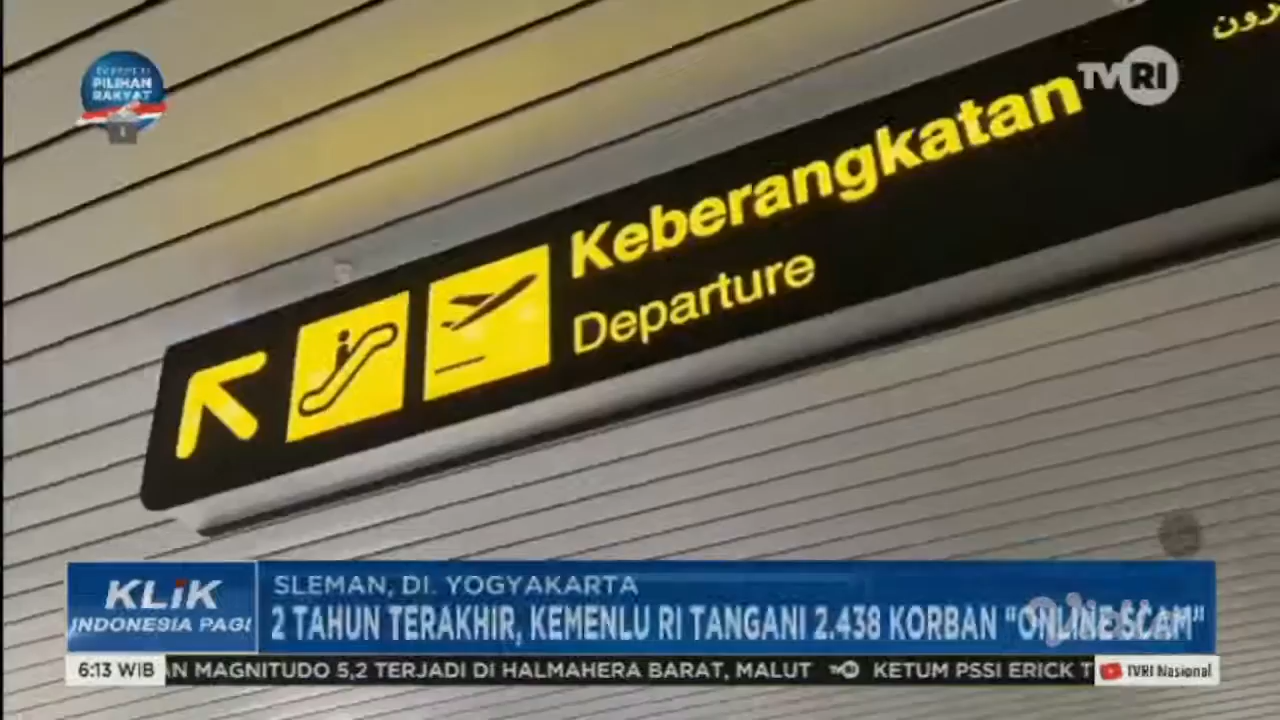 PILIHAN
RAKYAT
TVRI
Keberangkatan
Departure
KLiK
INDONESIA PAGI
SLEMAN, DI. YOGYAKARTA
2 TAHUN TERAKHIR, KEMENLU RI TANGANI 2.438 KORBAN “ONLINE SCAM”
6:13 WIB
AN MAGNITUDO 5,2 TERJADI DI HALMAHERA BARAT, MALUT KETUM PSSI ERICK T
TVRI Nasional